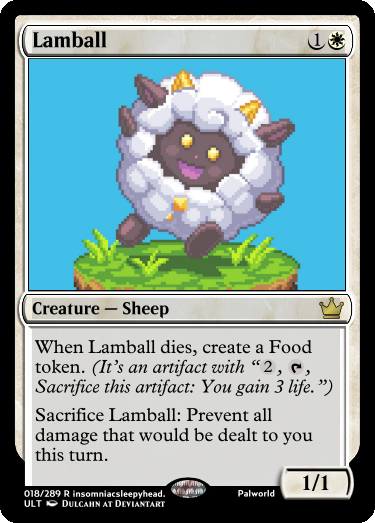 Lamball 1
Creature — Sheep
When Lamball dies, create a Food
token. (It's an artifact with “2, ,
Sacrifice this artifact: You gain 3 life.”)
Sacrifice Lamball: Prevent all
damage that would be dealt to you
this turn.
1/1
018/289 R insomniacsleepyhead. Palworld
ULT Dulcahn at Deviantart